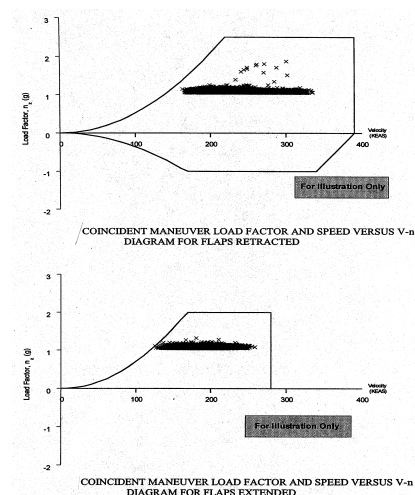 3
2
1
0
-1
-2
Load Factor, nz (g)
0
100
200
300
400
Velocity
(KEAS)
For Illustration Only
COINCIDENT MANEUVER LOAD FACTOR AND SPEED VERSUS V-n
DIAGRAM FOR FLAPS RETRACTED
3
2
1
0
-1
-2
Load Factor, nz (g)
0
100
200
300
400
Velocity
(KEAS)
For Illustration Only
COINCIDENT MANEUVER LOAD FACTOR AND SPEED VERSUS V-n
DIAGRAM FOR FLAPS EXTENDED